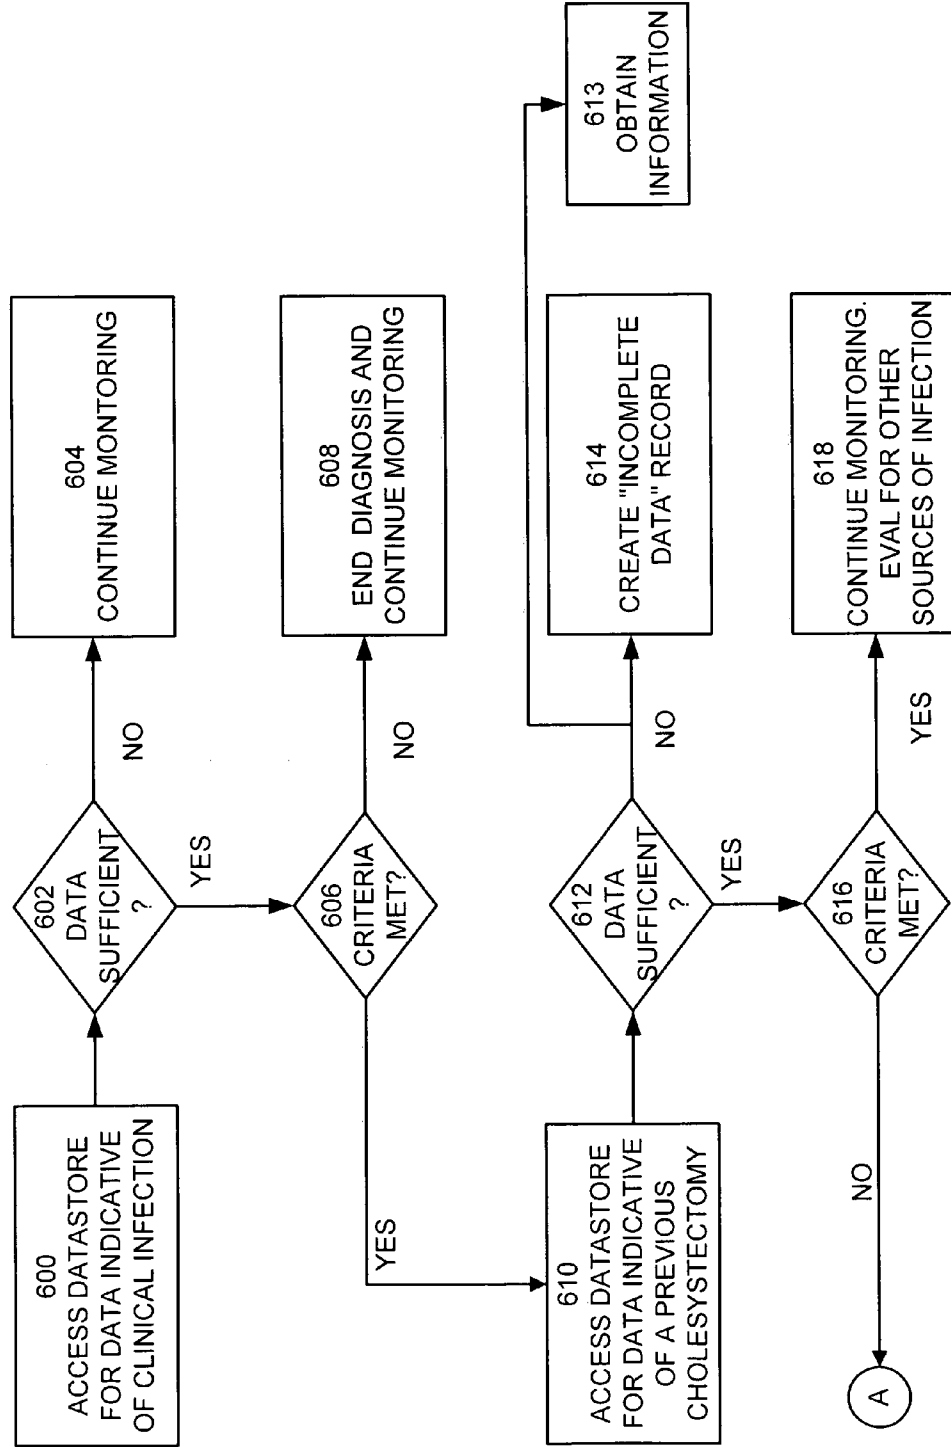 600
ACCESS DATASTORE
FOR DATA INDICATIVE
OF CLINICAL INFECTION
602
DATA
SUFFICIENT
?
NO
604
CONTINUE MONTORING
YES
606
CRITERIA
MET?
NO
608
END DIAGNOSIS AND
CONTINUE MONITORING
YES
610
ACCESS DATASTORE
FOR DATA INDICATIVE
OF A PREVIOUS
CHOLESYSTECTOMY
612
DATA
SUFFICIENT
?
NO
614
CREATE "INCOMPLETE
DATA" RECORD
613
OBTAIN
INFORMATION
YES
616
CRITERIA
MET?
YES
618
CONTINUE MONITORING.
EVAL FOR OTHER
SOURCES OF INFECTION
NO
A